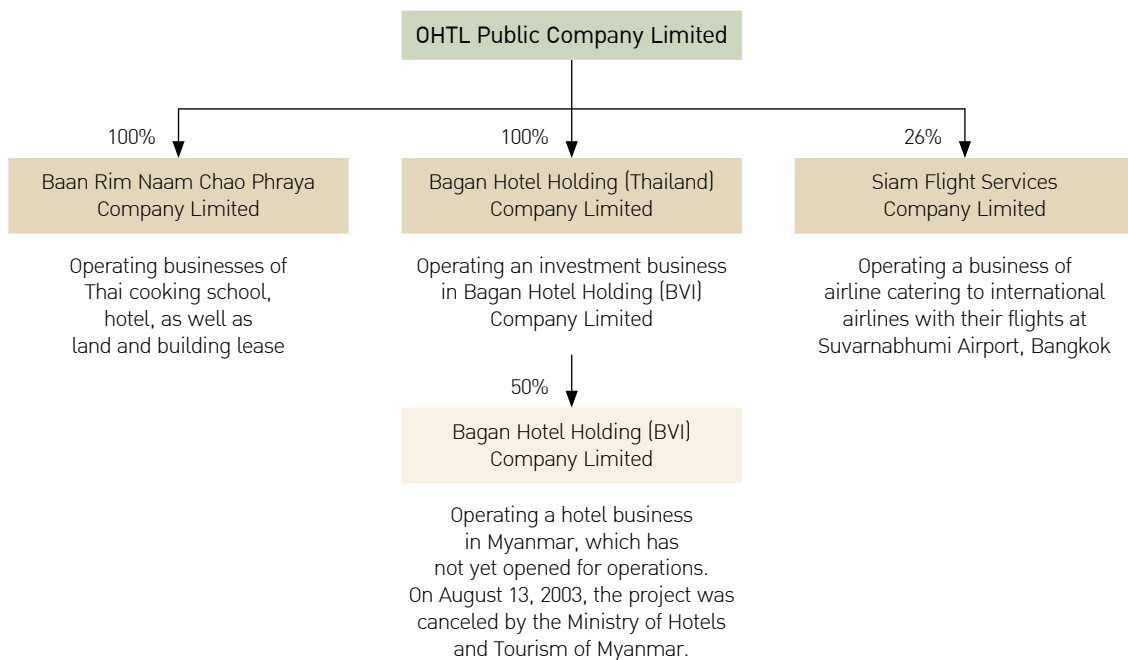 OHTL Public Company Limited
100%
Baan Rim Naam Chao Phraya
Company Limited
Operating businesses of
Thai cooking school,
hotel, as well as
land and building lease
100%
Bagan Hotel Holding (Thailand)
Company Limited
Operating an investment business
in Bagan Hotel Holding (BVI)
Company Limited
50%
Bagan Hotel Holding (BVI)
Company Limited
Operating a hotel business
in Myanmar, which has
not yet opened for operations.
On August 13, 2003, the project was
canceled by the Ministry of Hotels
and Tourism of Myanmar.
26%
Siam Flight Services
Company Limited
Operating a business of
airline catering to international
airlines with their flights at
Suvarnabhumi Airport, Bangkok